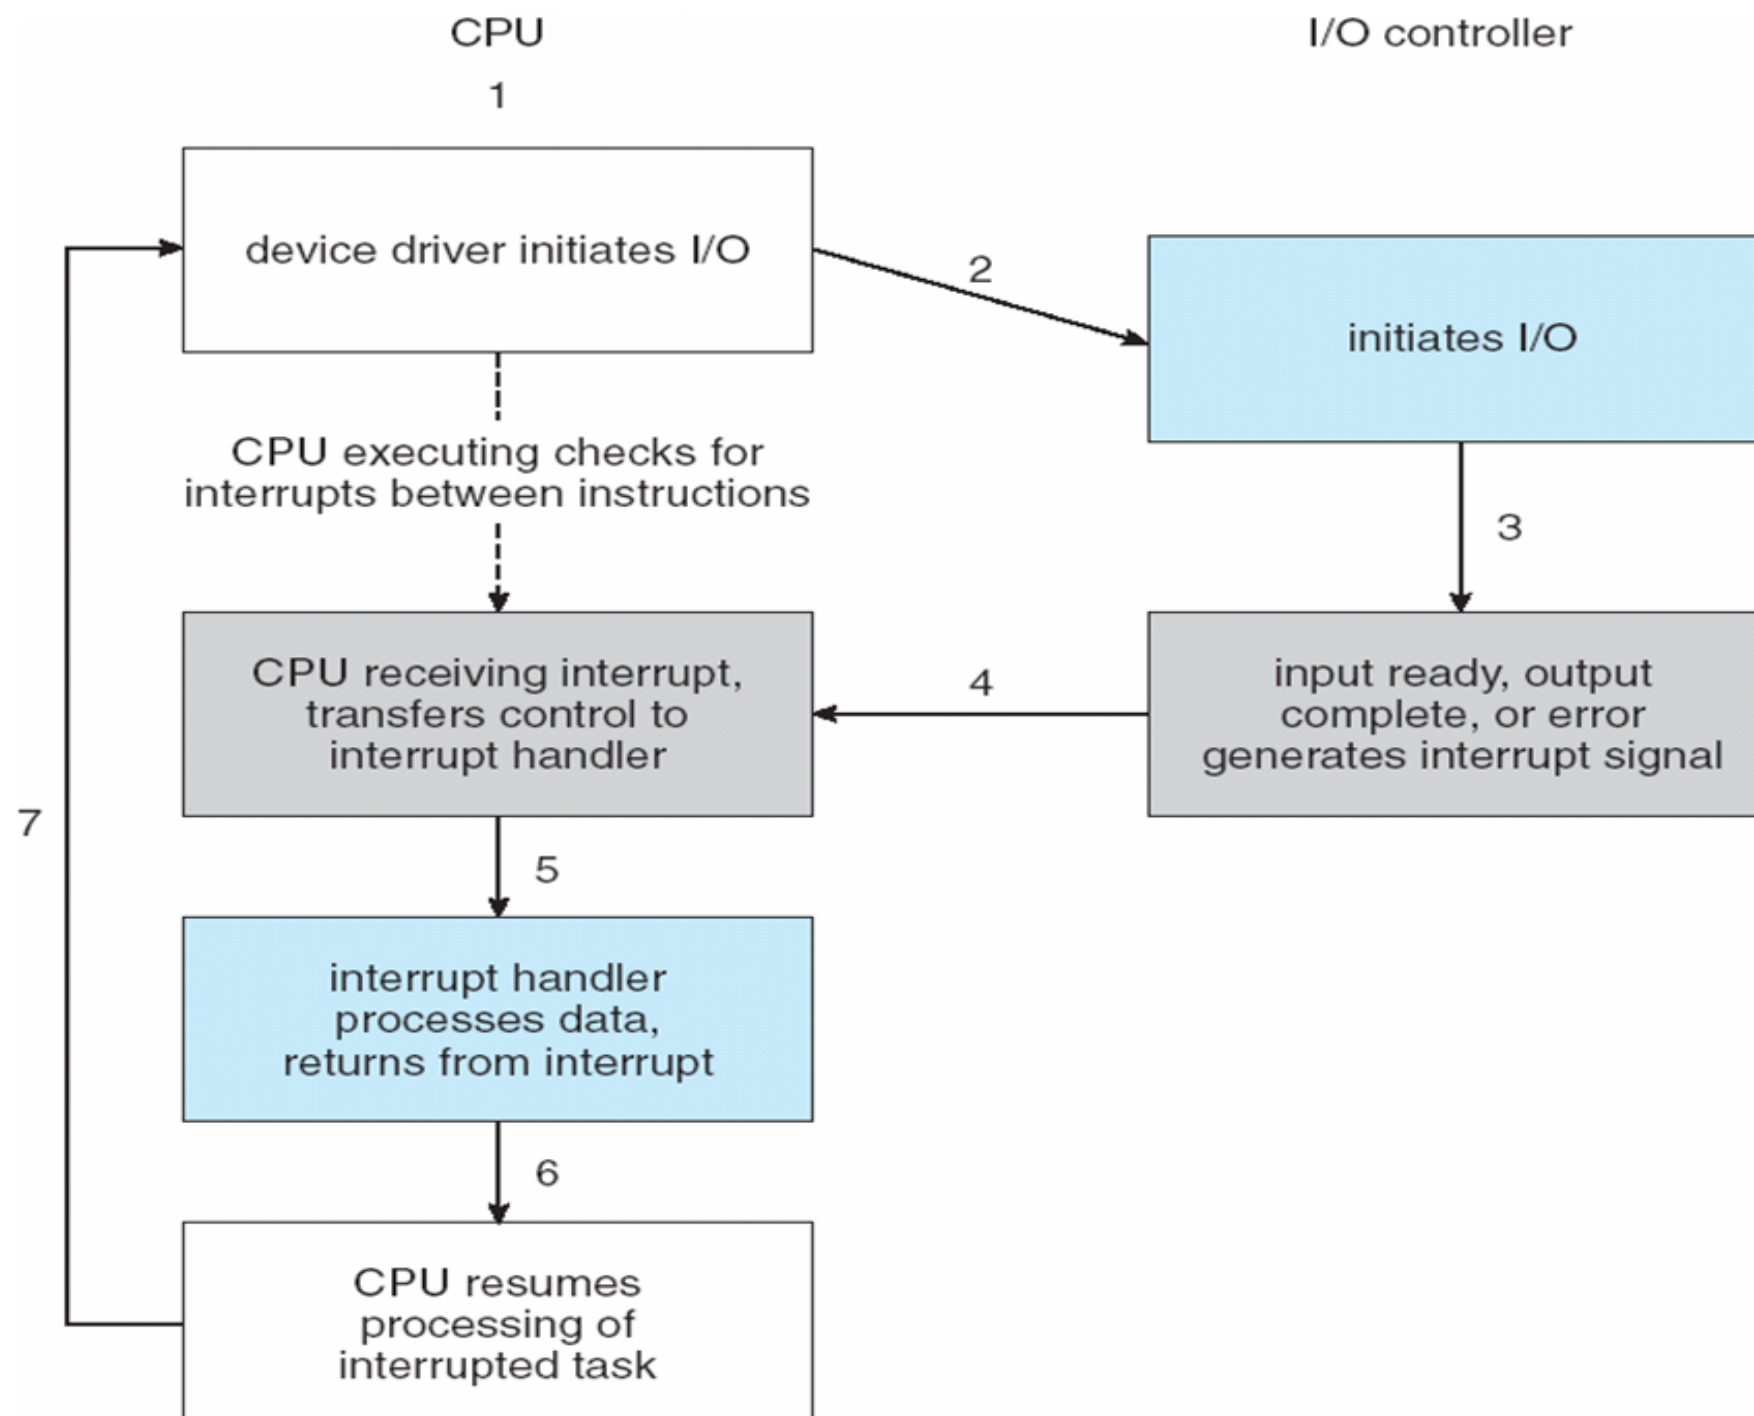 CPU
I/O controller
1
device driver initiates I/O
2
initiates I/O
CPU executing checks for
interrupts between instructions
3
CPU receiving interrupt,
transfers control to
interrupt handler
4
input ready, output
complete, or error
generates interrupt signal
7
5
interrupt handler
processes data,
returns from interrupt
6
CPU resumes
processing of
interrupted task